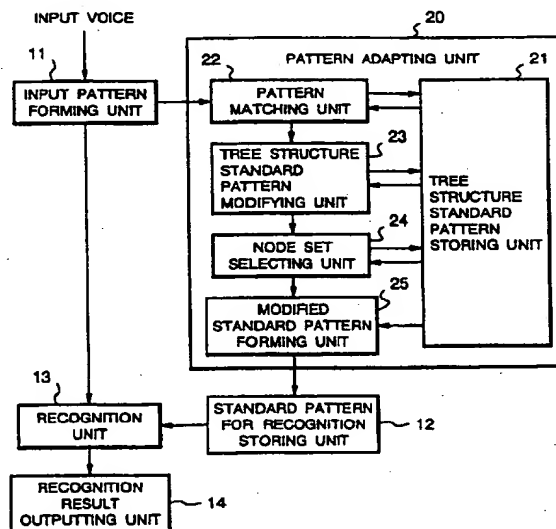 INPUT VOICE
20
11
PATTERN ADAPTING UNIT
21
22
INPUT PATTERN
FORMING UNIT
PATTERN
MATCHING UNIT
23
TREE STRUCTURE
STANDARD
PATTERN
MODIFYING UNIT
TREE
STRUCTURE
STANDARD
PATTERN
STORING UNIT
24
NODE SET
SELECTING UNIT
25
MODIFIED
STANDARD PATTERN
FORMING UNIT
13
RECOGNITION
UNIT
STANDARD PATTERN
FOR RECOGNITION
STORING UNIT
12
RECOGNITION
RESULT
OUTPUTTING UNIT
14